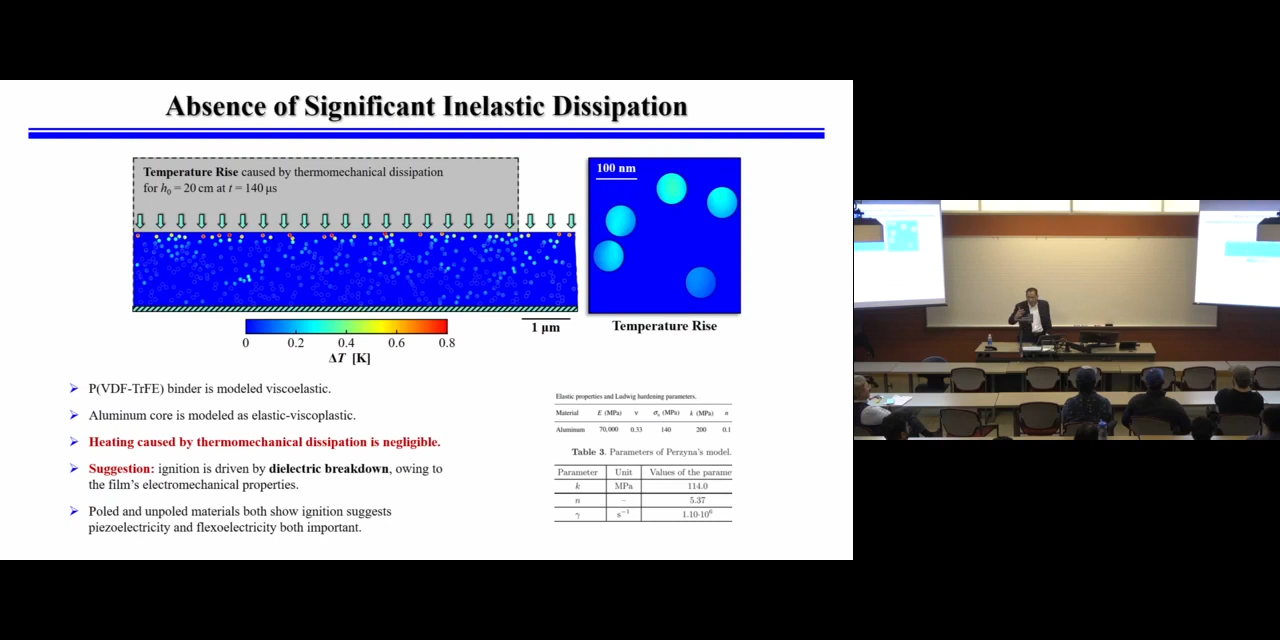 Absence of Significant Inelastic Dissipation
Temperature Rise caused by thermomechanical dissipation
for h₀ = 20 cm at t = 140 μs
100 nm
Temperature Rise
1 μm
0 0.2 0.4 0.6 0.8
ΔT [K]
P(VDF-TrFE) binder is modeled viscoelastic.
Aluminum core is modeled as elastic-viscoplastic.
Heating caused by thermomechanical dissipation is negligible.
Suggestion: ignition is driven by dielectric breakdown, owing to
the film's electromechanical properties.
Poled and unpoled materials both show ignition suggests
piezoelectricity and flexoelectricity both important.
Elastic properties and Ludwig hardening parameters.
Material E (MPa) ν σ₀ (MPa) k (MPa) n
Aluminum 70,000 0.33 140 200 0.1
Table 3. Parameters of Perzyna's model.
Parameter Unit Values of the parame
k MPa 114.0
n – 5.37
γ s⁻¹ 1.10·10⁶